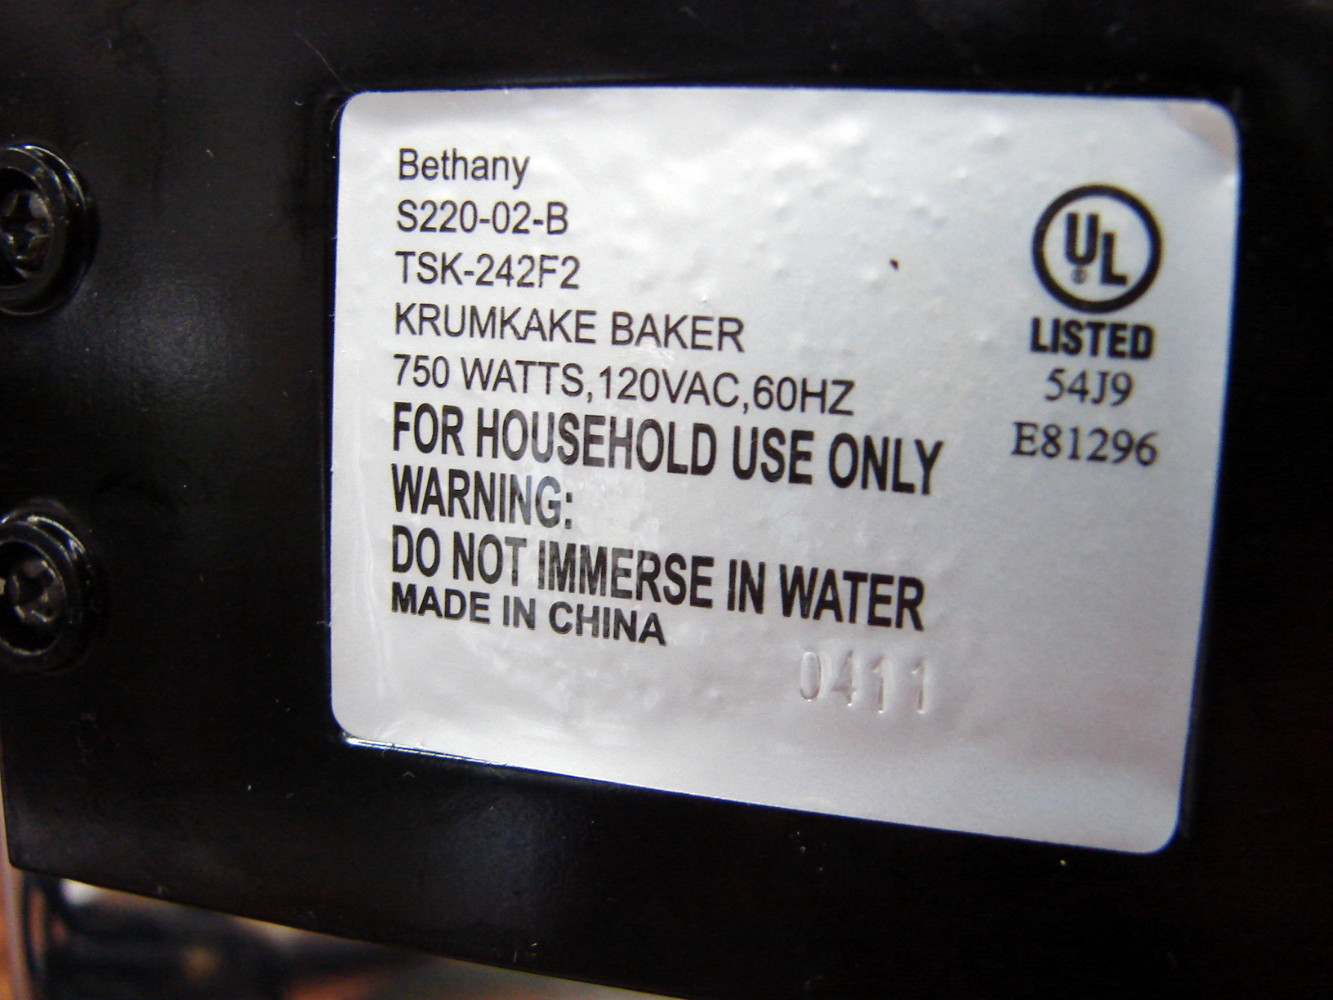 Bethany
S220-02-B
TSK-242F2
KRUMKAKE BAKER
750 WATTS,120VAC,60HZ
FOR HOUSEHOLD USE ONLY
WARNING:
DO NOT IMMERSE IN WATER
MADE IN CHINA
0411
UL
®
LISTED
54J9
E81296